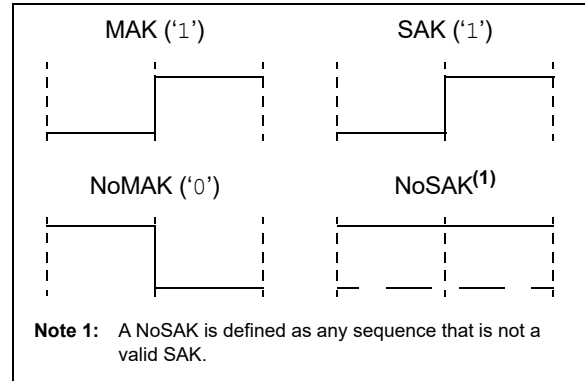 MAK (‘1’) SAK (‘1’)
NoMAK (‘0’) NoSAK(1)
Note 1: A NoSAK is defined as any sequence that is not a
valid SAK.